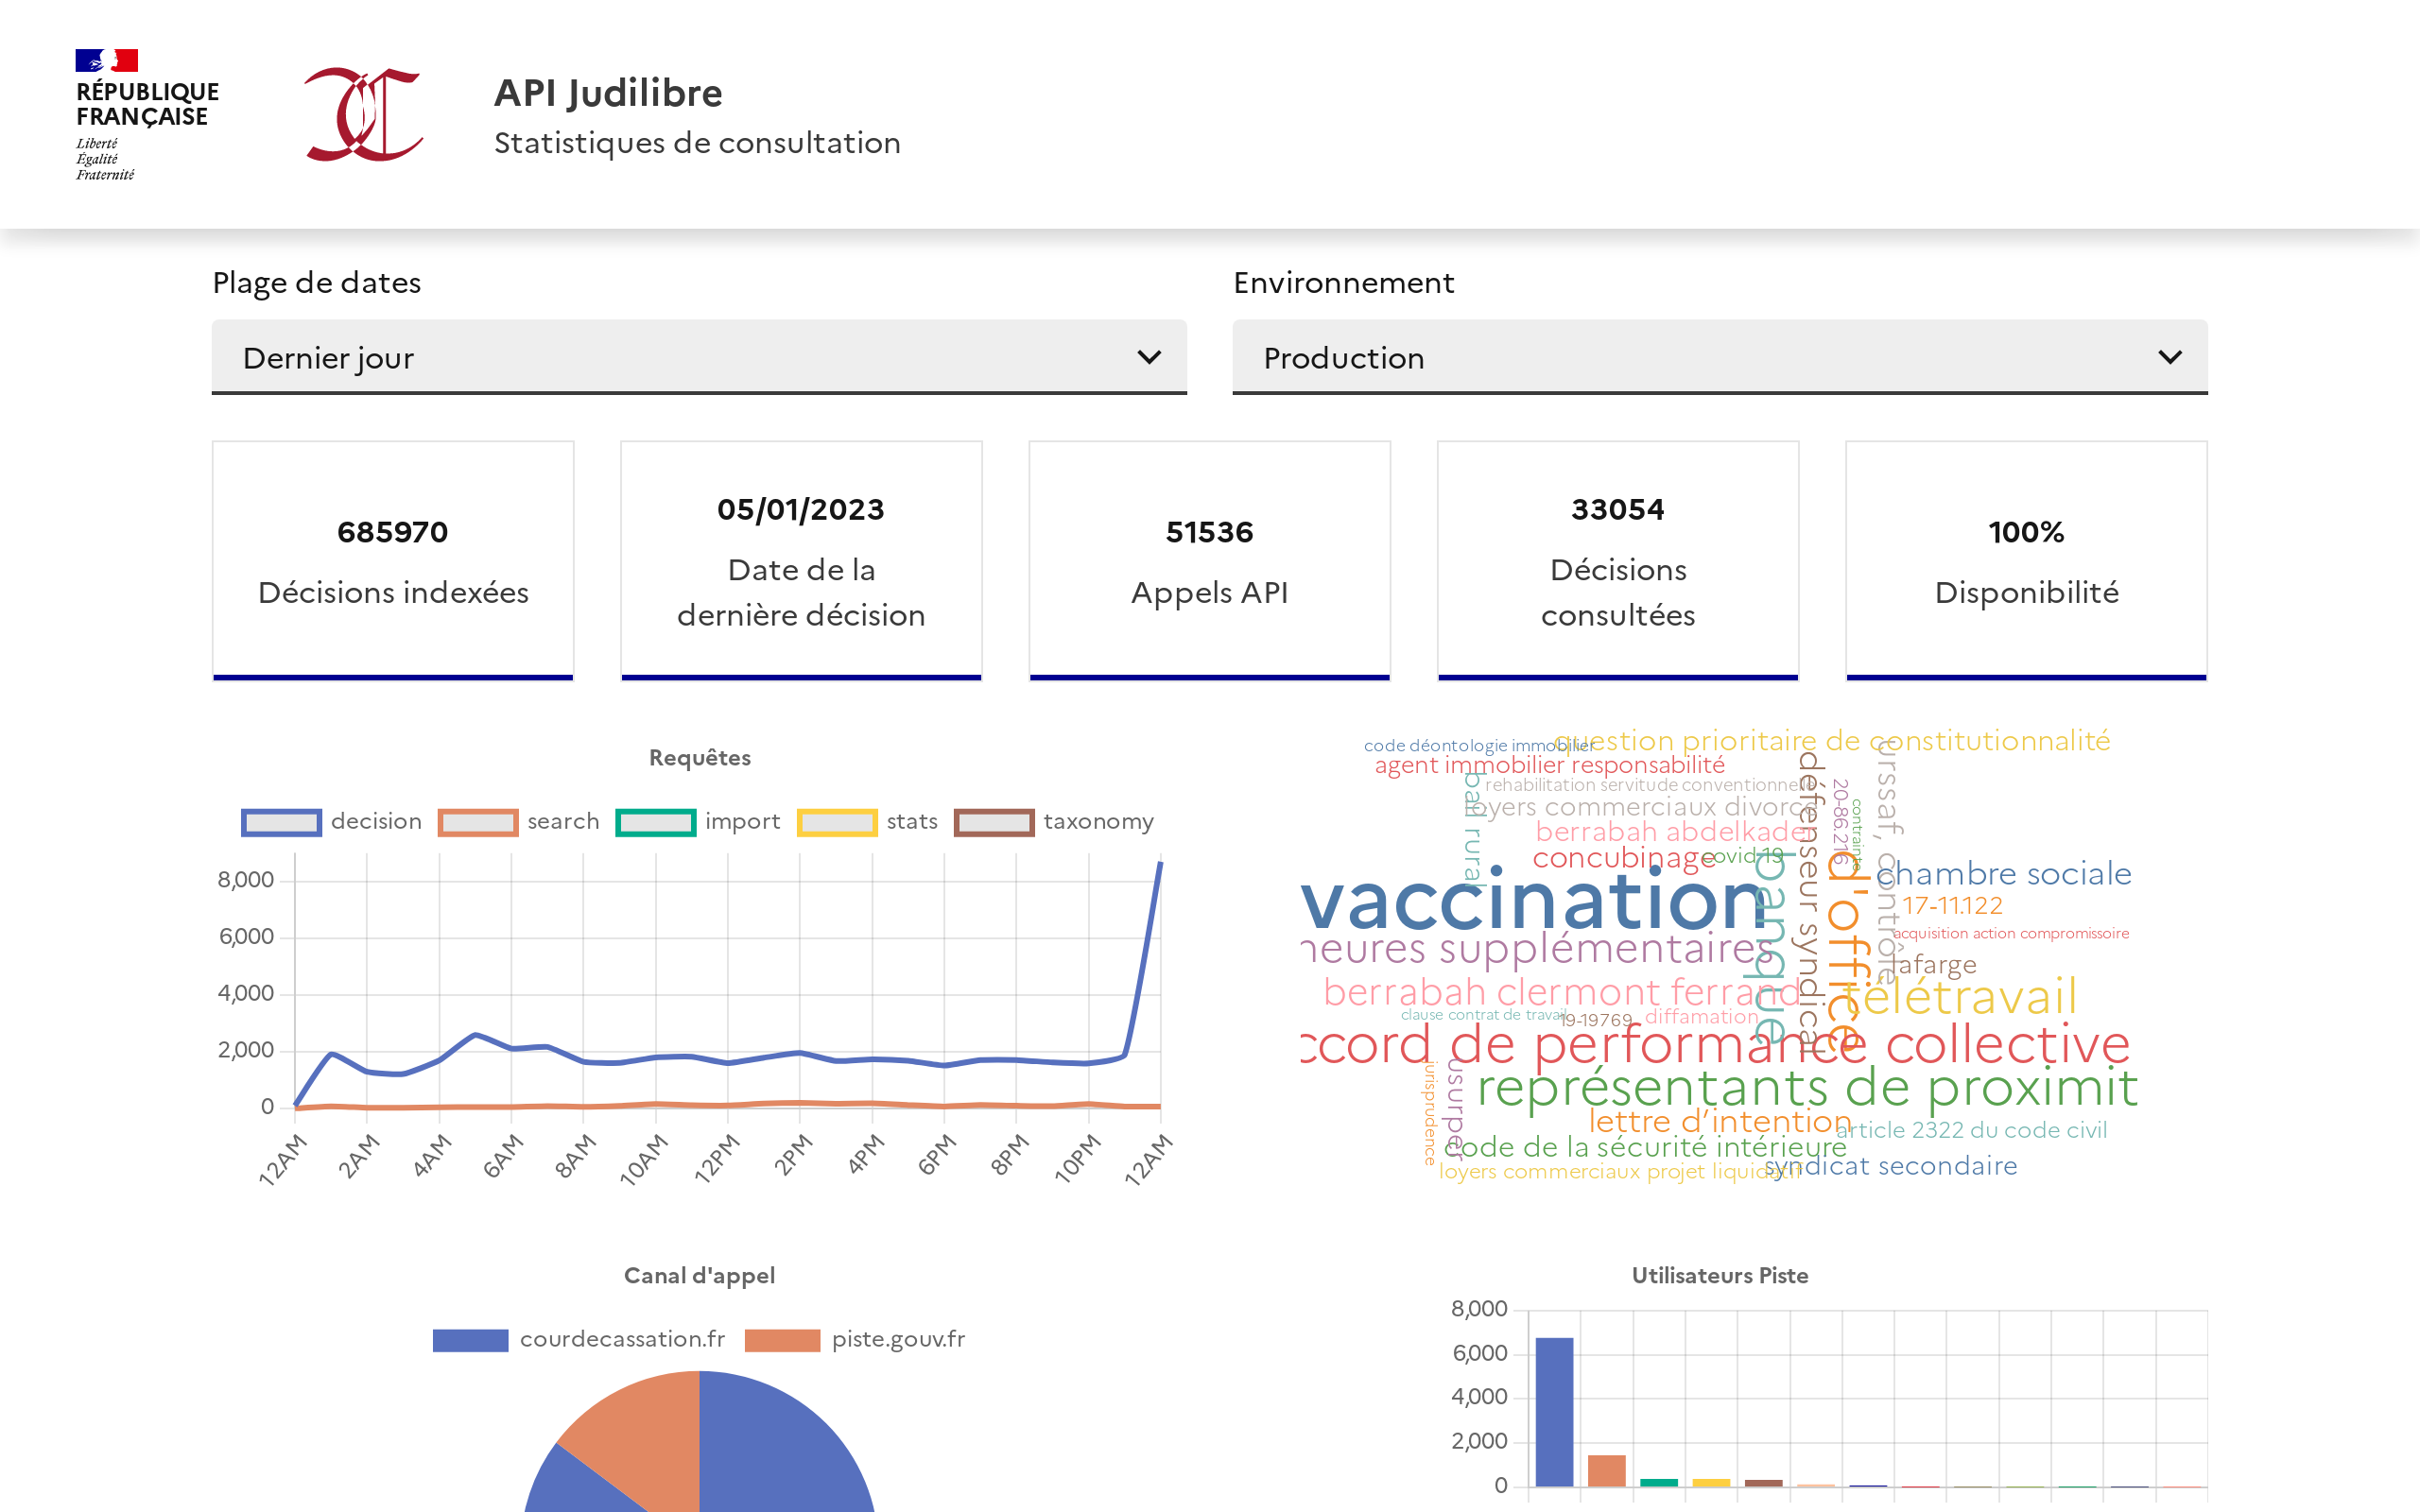 RÉPUBLIQUE
FRANÇAISE
Liberté
Égalité
Fraternité
API Judilibre
Statistiques de consultation
Plage de dates
Environnement
Dernier jour
Production
685970
Décisions indexées
05/01/2023
Date de la
dernière décision
51536
Appels API
33054
Décisions
consultées
100%
Disponibilité
Requêtes
decision search import stats taxonomy
8,000
6,000
4,000
2,000
0
12AM 2AM 4AM 6AM 8AM 10AM 12PM 2PM 4PM 6PM 8PM 10PM 12AM
question prioritaire de constitutionnalité
code déontologie immobilier
agent immobilier responsabilité
rehabilitation servitude conventionnelle
loyers commerciaux divorce
bail rural
berrabah abdelkader
concubinage
covid 19
défenseur syndical
20-86.216
contrainte
urssaf, contrôle
vaccination
banque
d'office
chambre sociale
17-11.122
acquisition action compromissoire
lafarge
heures supplémentaires
berrabah clermont ferrand
télétravail
clause contrat de travail
19-19769
diffamation
ccord de performance collective
jurisprudence
usurper
représentants de proximit
lettre d’intention
article 2322 du code civil
code de la sécurité intérieure
syndicat secondaire
loyers commerciaux projet liquidatif
Canal d'appel
courdecassation.fr piste.gouv.fr
Utilisateurs Piste
8,000
6,000
4,000
2,000
0